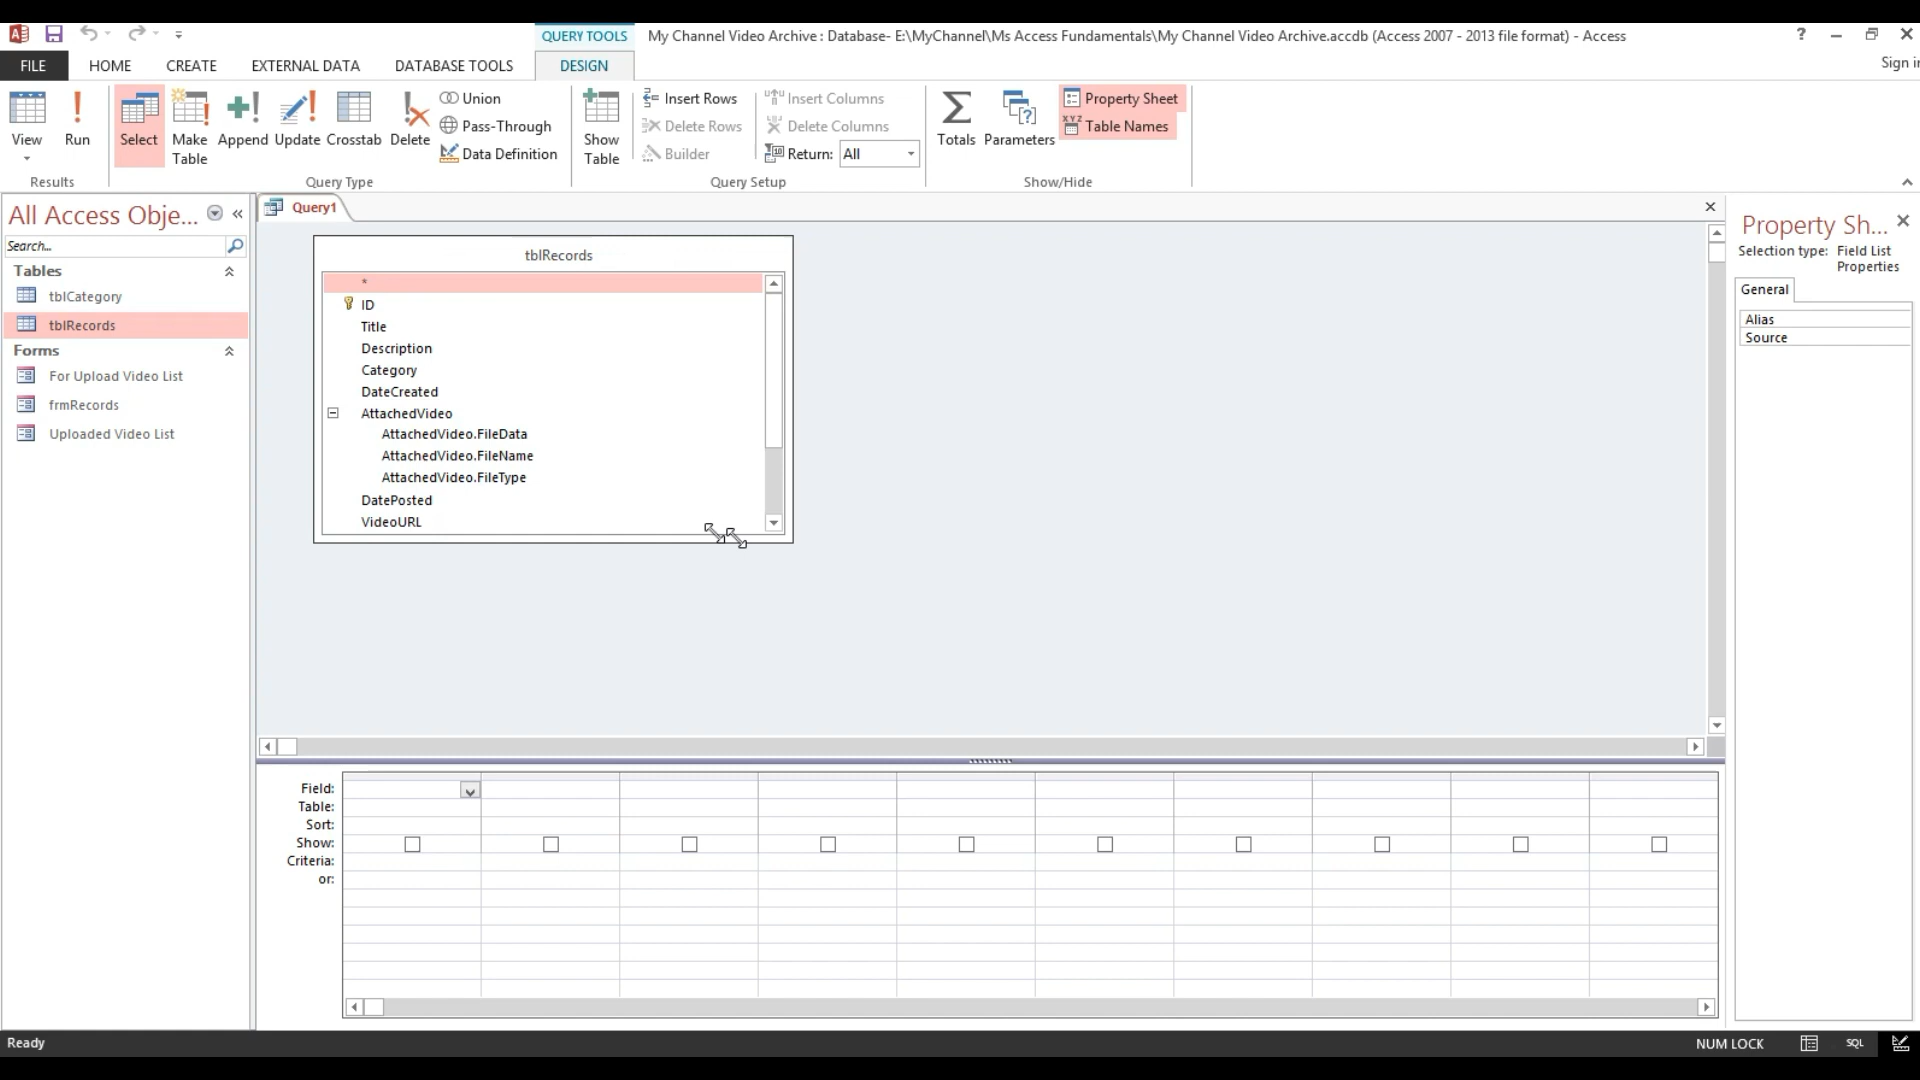 QUERY TOOLS My Channel Video Archive : Database- E:\MyChannel\Ms Access Fundamentals\My Channel Video Archive.accdb (Access 2007 - 2013 file format) - Access ?
FILE HOME CREATE EXTERNAL DATA DATABASE TOOLS DESIGN Sign in
View Run
Select Make Table Append Update Crosstab Delete
Union
Pass-Through
Data Definition
Show Table
Insert Rows
Delete Rows
Builder
Insert Columns
Delete Columns
Return: All
Totals Parameters
Property Sheet
Table Names
Results Query Type Query Setup Show/Hide
All Access Obje...
Search...
Tables
tblCategory
tblRecords
Forms
For Upload Video List
frmRecords
Uploaded Video List
Query1
tblRecords
*
ID
Title
Description
Category
DateCreated
AttachedVideo
AttachedVideo.FileData
AttachedVideo.FileName
AttachedVideo.FileType
DatePosted
VideoURL
Field:
Table:
Sort:
Show:
Criteria:
or:
Property Sh...
Selection type: Field List Properties
General
Alias
Source
Ready NUM LOCK SQL